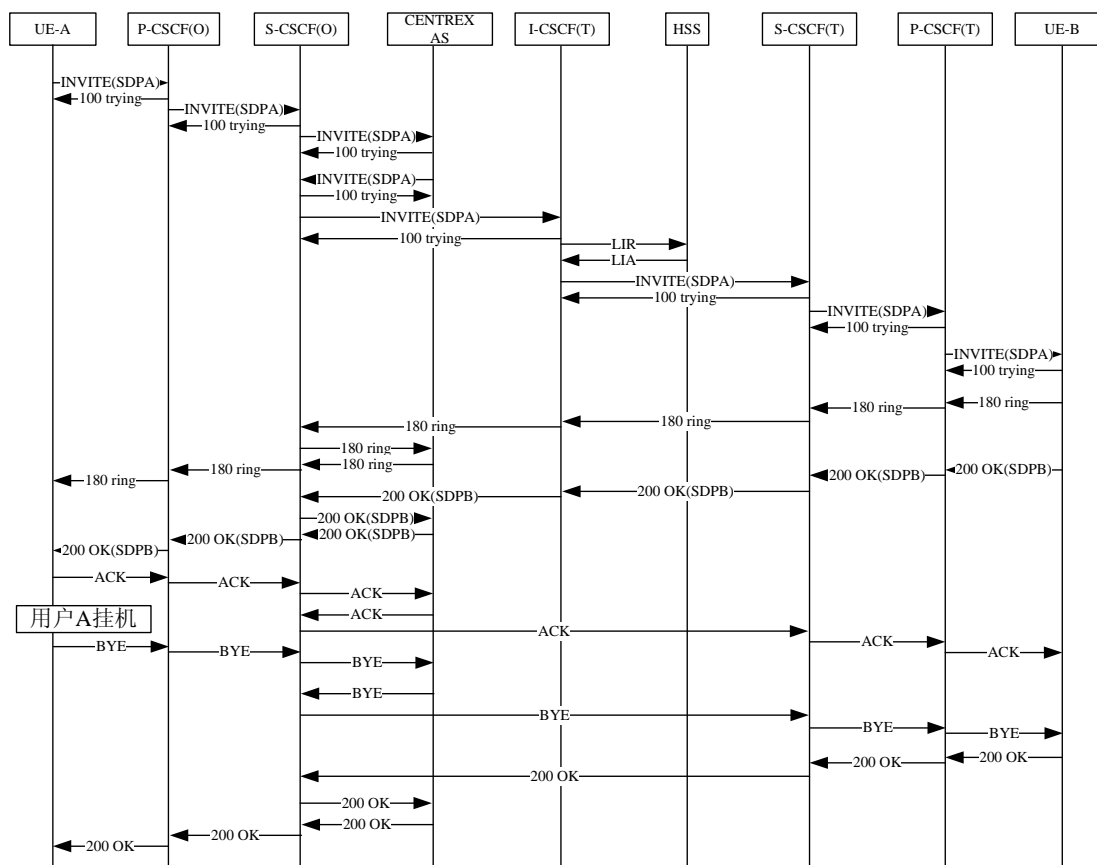 UE-A
P-CSCF(O)
S-CSCF(O)
CENTREX
AS
I-CSCF(T)
HSS
S-CSCF(T)
P-CSCF(T)
UE-B
INVITE(SDPA)
100 trying
INVITE(SDPA)
100 trying
INVITE(SDPA)
100 trying
INVITE(SDPA)
100 trying
INVITE(SDPA)
100 trying
LIR
LIA
INVITE(SDPA)
100 trying
INVITE(SDPA)
100 trying
INVITE(SDPA)
100 trying
180 ring
180 ring
180 ring
180 ring
180 ring
180 ring
180 ring
180 ring
200 OK(SDPB)
200 OK(SDPB)
200 OK(SDPB)
200 OK(SDPB)
200 OK(SDPB)
200 OK(SDPB)
200 OK(SDPB)
200 OK(SDPB)
ACK
ACK
ACK
ACK
用户A挂机
ACK
ACK
ACK
BYE
BYE
BYE
BYE
BYE
BYE
BYE
200 OK
200 OK
200 OK
200 OK
200 OK
200 OK
200 OK